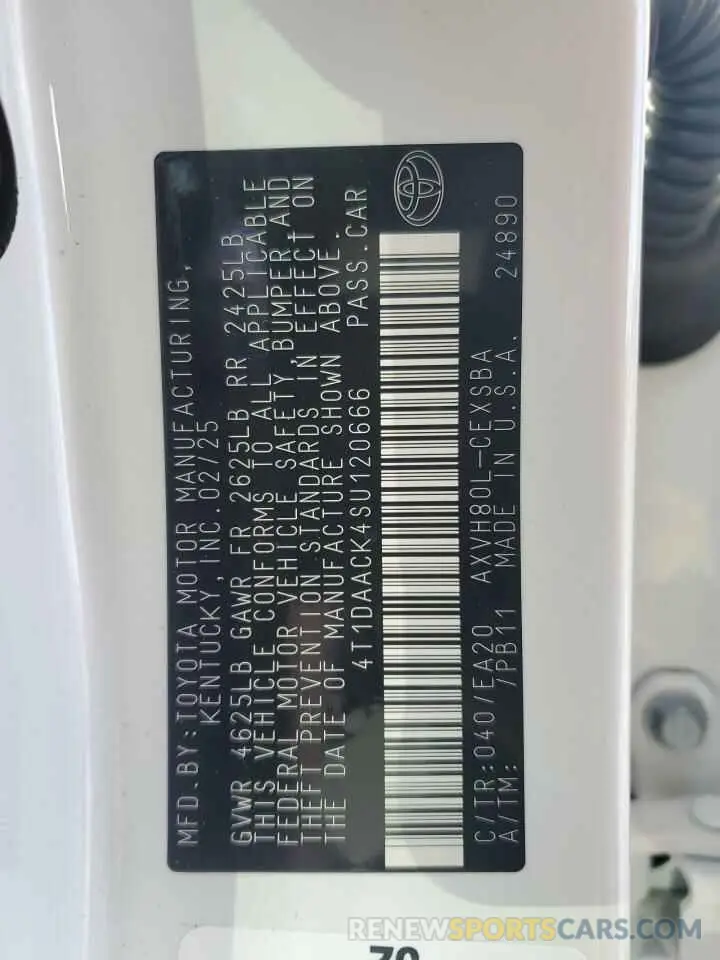 MFD.BY:TOYOTA MOTOR MANUFACTURING,
KENTUCKY,INC.02/25
GVWR 4625LB GAWR FR 2625LB RR 2425LB
THIS VEHICLE CONFORMS TO ALL APPLICABLE
FEDERAL MOTOR VEHICLE SAFETY,BUMPER AND
THEFT PREVENTION STANDARDS IN EFFECT ON
THE DATE OF MANUFACTURE SHOWN ABOVE.
4T1DAACK4SU120666 PASS.CAR
C/TR:040/EA20 AXVH80L-CEXSBA 24890
A/TM: /PB11 MADE IN U.S.A.
RENEWSPORTSCARS.COM